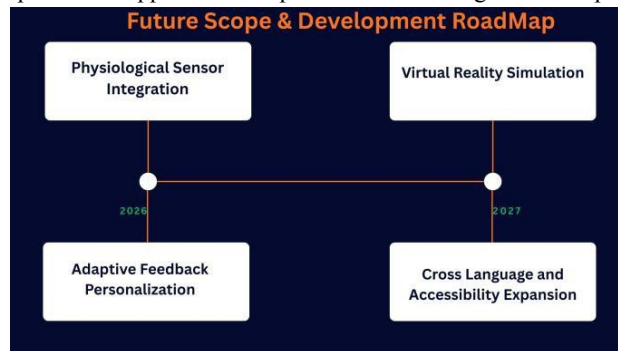 Future Scope & Development RoadMap
Physiological Sensor
Integration
Virtual Reality Simulation
2026
2027
Adaptive Feedback
Personalization
Cross Language and
Accessibility Expansion